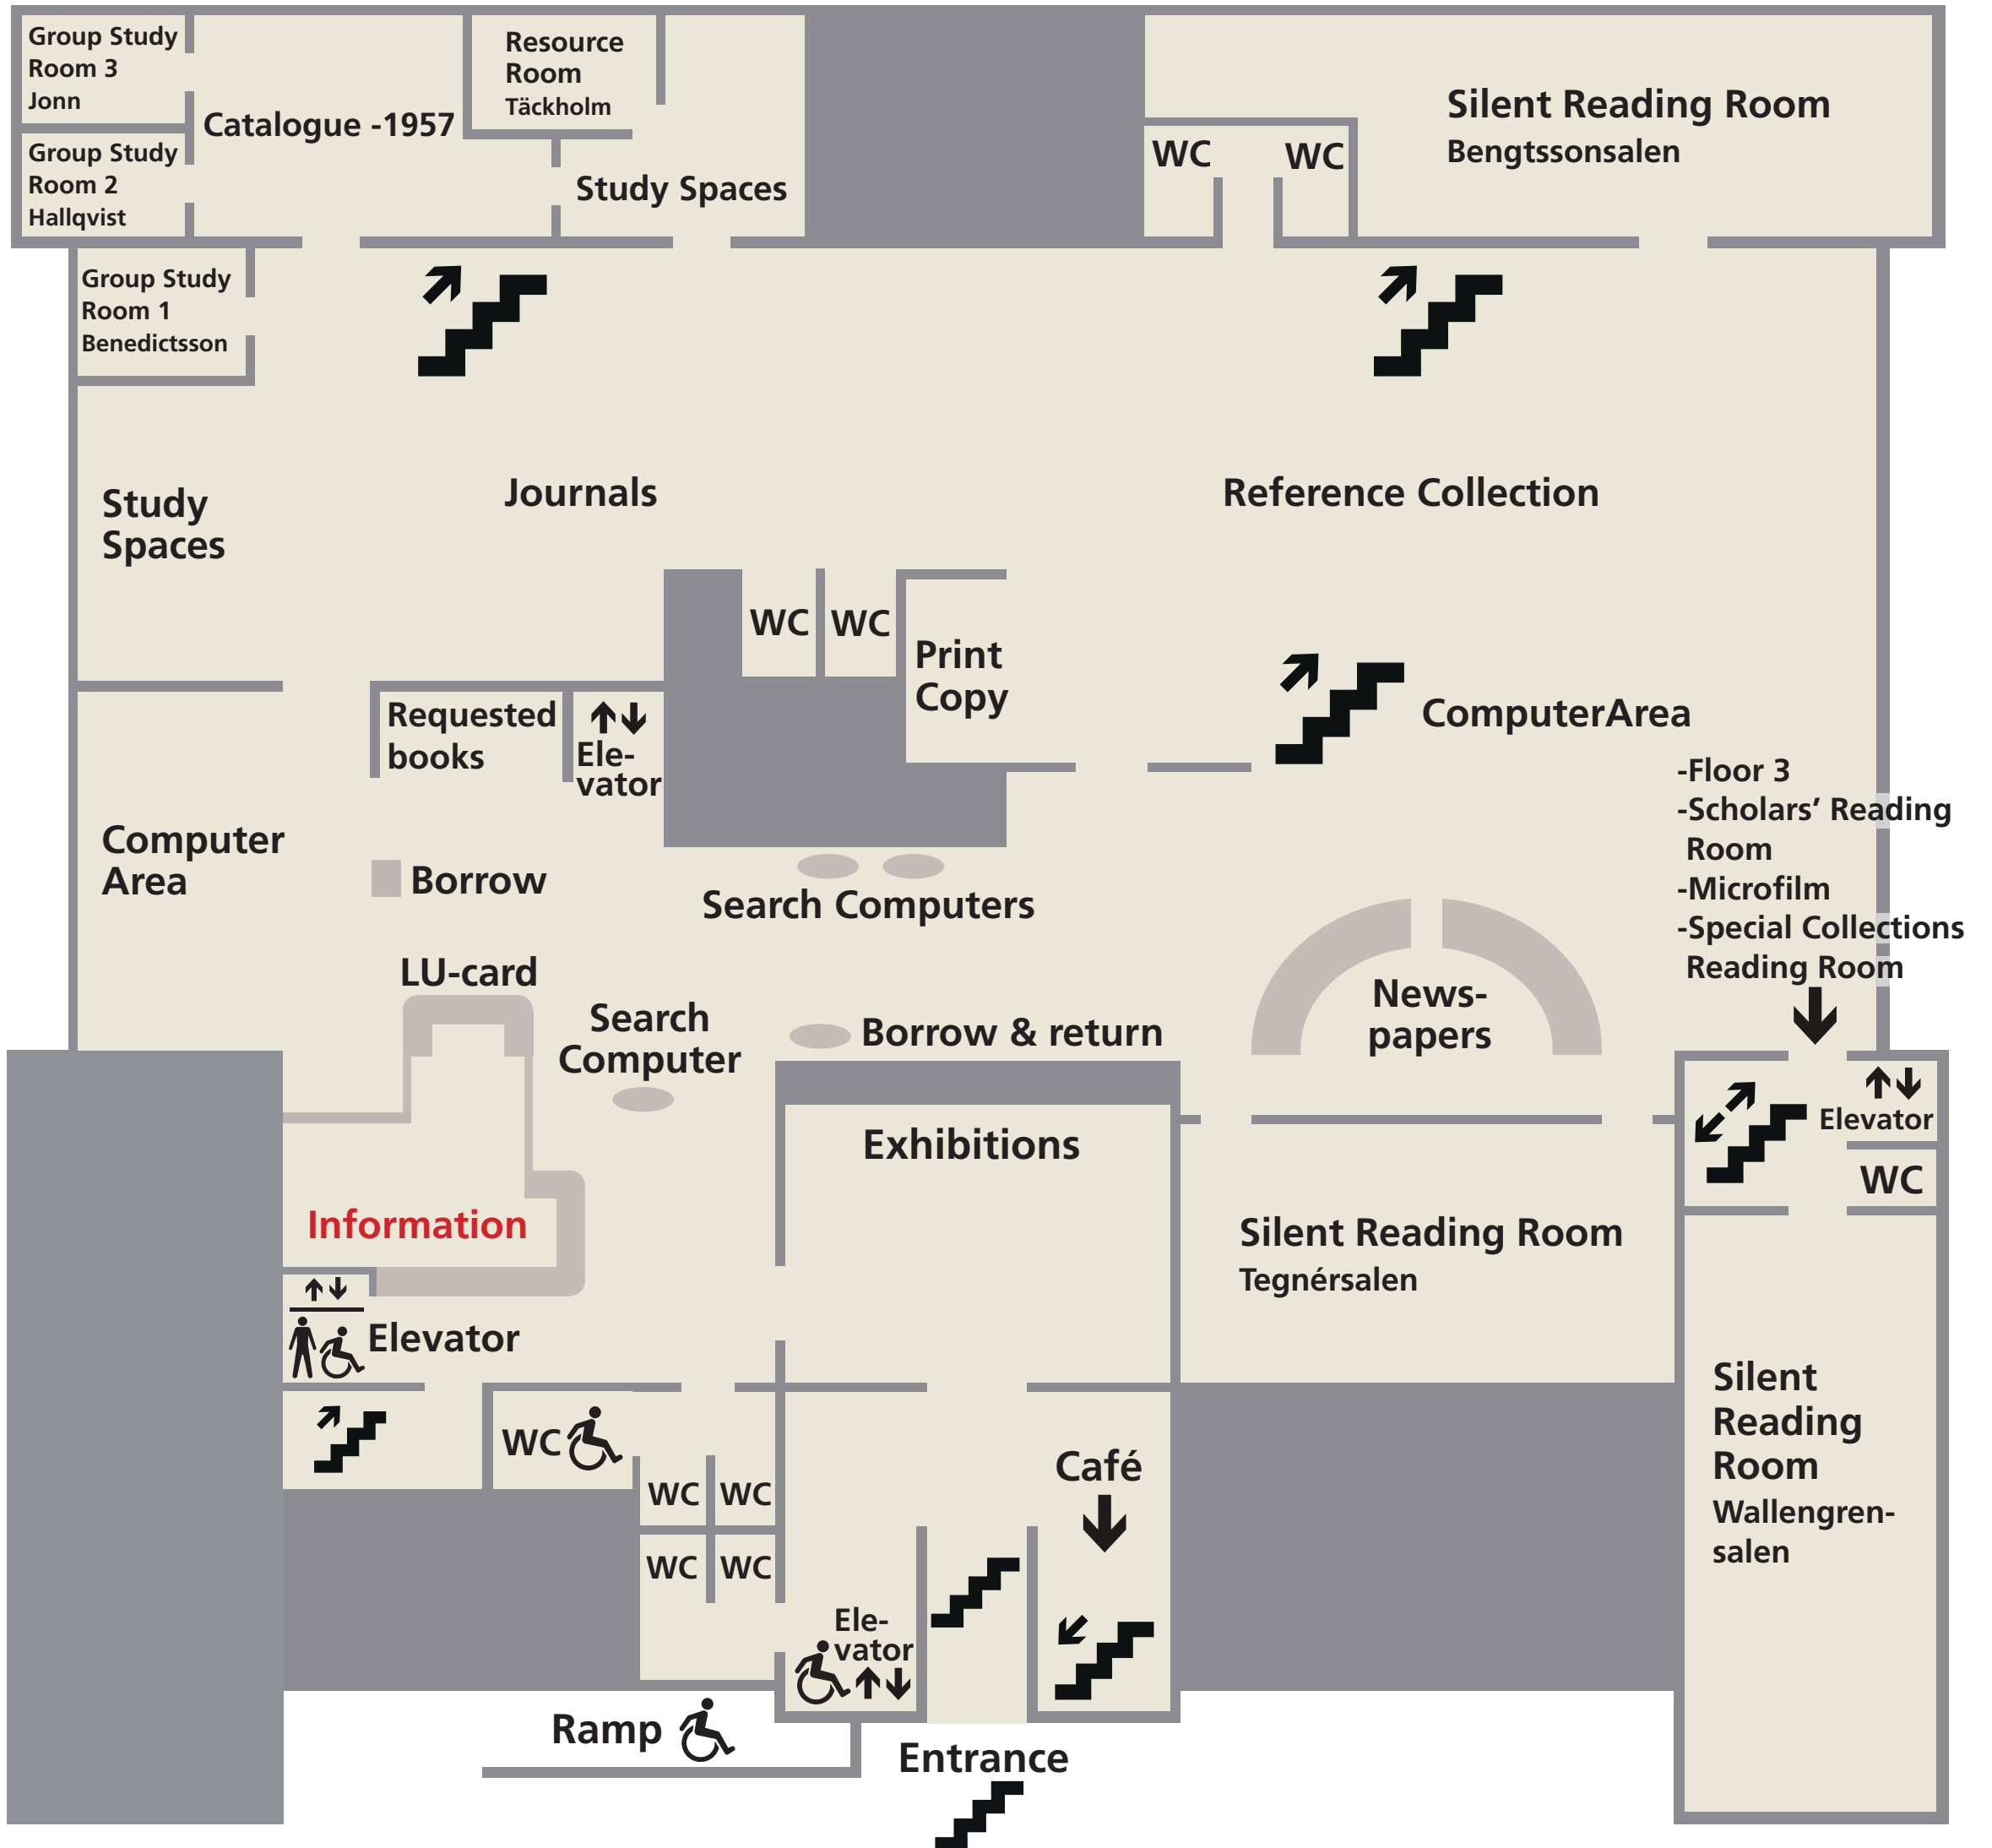 Group Study
Room 3
Jonn
Group Study
Room 2
Hallqvist
Catalogue -1957
Resource
Room
Täckholm
Study Spaces
WC
WC
Silent Reading Room
Bengtssonsalen
Group Study
Room 1
Benedictsson
Study
Spaces
Journals
Reference Collection
WC
WC
Print
Copy
Requested
books
Ele-
vator
ComputerArea
-Floor 3
-Scholars’ Reading
Room
-Microfilm
-Special Collections
Reading Room
Computer
Area
Borrow
Search Computers
LU-card
Search
Computer
Borrow & return
News-
papers
Exhibitions
Elevator
WC
Information
Silent Reading Room
Tegnérsalen
Elevator
WC
WC
WC
WC
WC
Café
Silent
Reading
Room
Wallengren-
salen
Ele-
vator
Ramp
Entrance